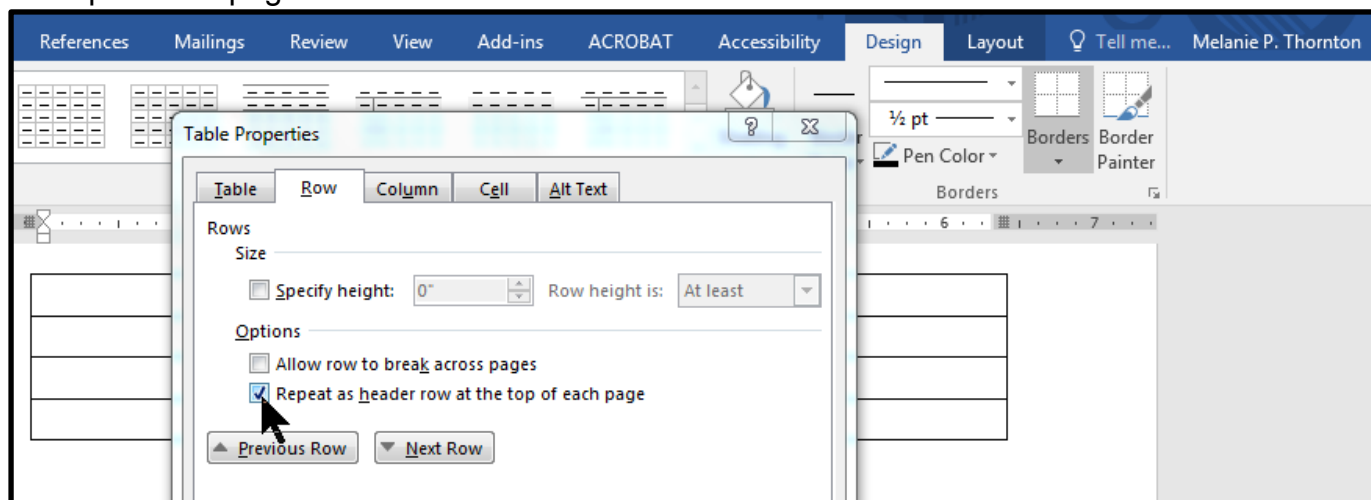 References Mailings Review View Add-ins ACROBAT Accessibility Design Layout Tell me... Melanie P. Thornton
½ pt
Pen Color
Borders Border Painter
Borders
Table Properties
Table Row Column Cell Alt Text
6 7
Rows
Size
Specify height: 0" Row height is: At least
Options
Allow row to break across pages
Repeat as header row at the top of each page
Previous Row Next Row